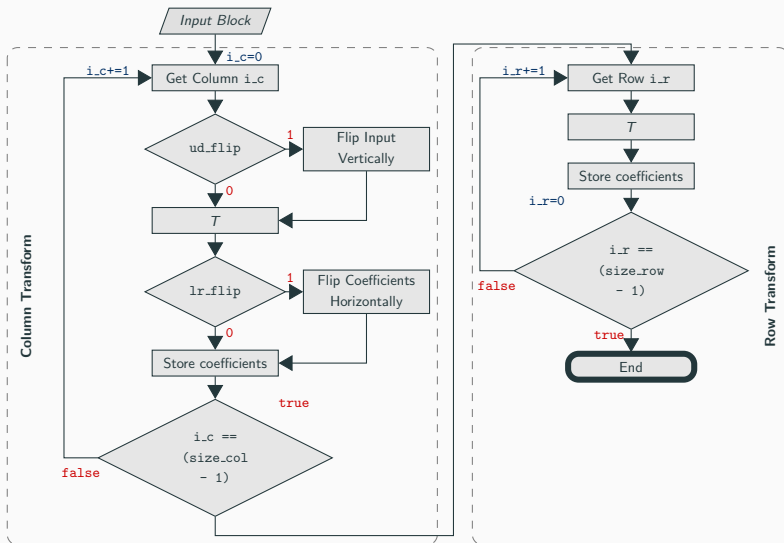 Input Block
i_c=0
i_c+=1
Get Column i_c
ud_flip
1
Flip Input
Vertically
0
T
lr_flip
1
Flip Coefficients
Horizontally
0
Store coefficients
true
i_c ==
(size_col
- 1)
false
Column Transform
i_r+=1
Get Row i_r
T
Store coefficients
i_r=0
i_r ==
(size_row
- 1)
false
true
End
Row Transform